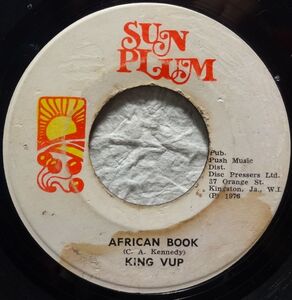 SUN
PLUM
Pub.
Push Music
Dist.
Disc Pressers Ltd.
37 Orange St.
Kingston, Ja., W.I.
(P) 1976
AFRICAN BOOK
(C. A. Kennedy)
KING VUP